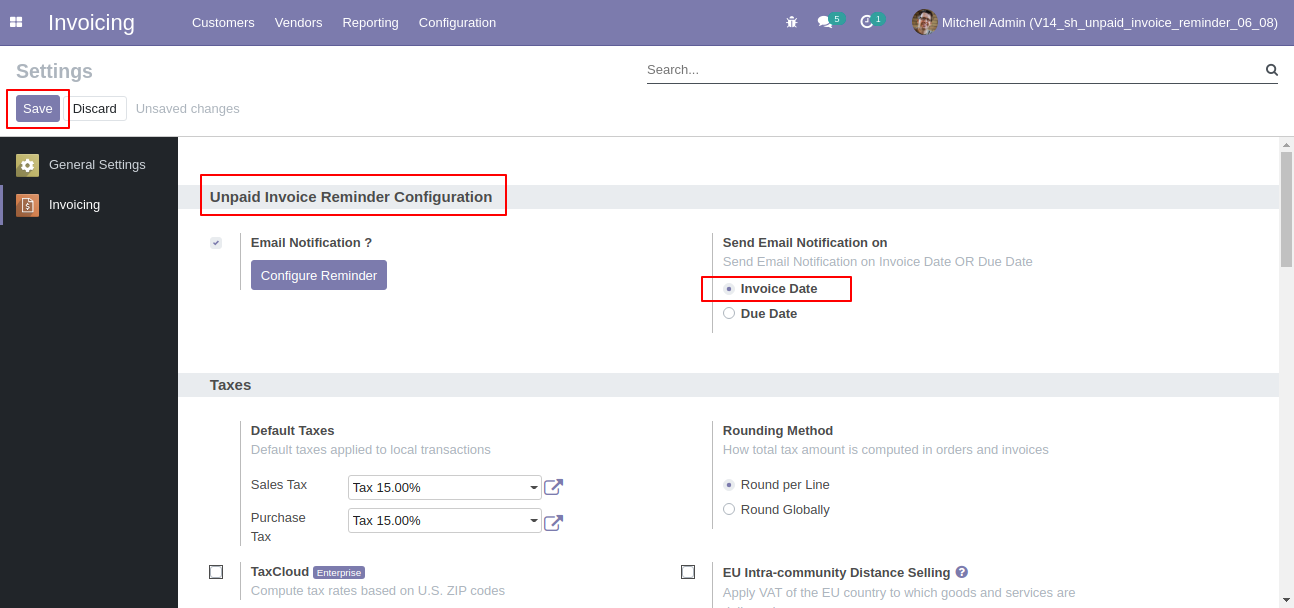 Invoicing Customers Vendors Reporting Configuration 5 1 Mitchell Admin (V14_sh_unpaid_invoice_reminder_06_08)
Settings
Search...
Save Discard Unsaved changes
General Settings
Invoicing
Unpaid Invoice Reminder Configuration
Email Notification ?
Configure Reminder
Send Email Notification on
Send Email Notification on Invoice Date OR Due Date
Invoice Date
Due Date
Taxes
Default Taxes
Default taxes applied to local transactions
Sales Tax Tax 15.00%
Purchase Tax 15.00%
Tax
Rounding Method
How total tax amount is computed in orders and invoices
Round per Line
Round Globally
TaxCloud Enterprise
Compute tax rates based on U.S. ZIP codes
EU Intra-community Distance Selling ?
Apply VAT of the EU country to which goods and services are